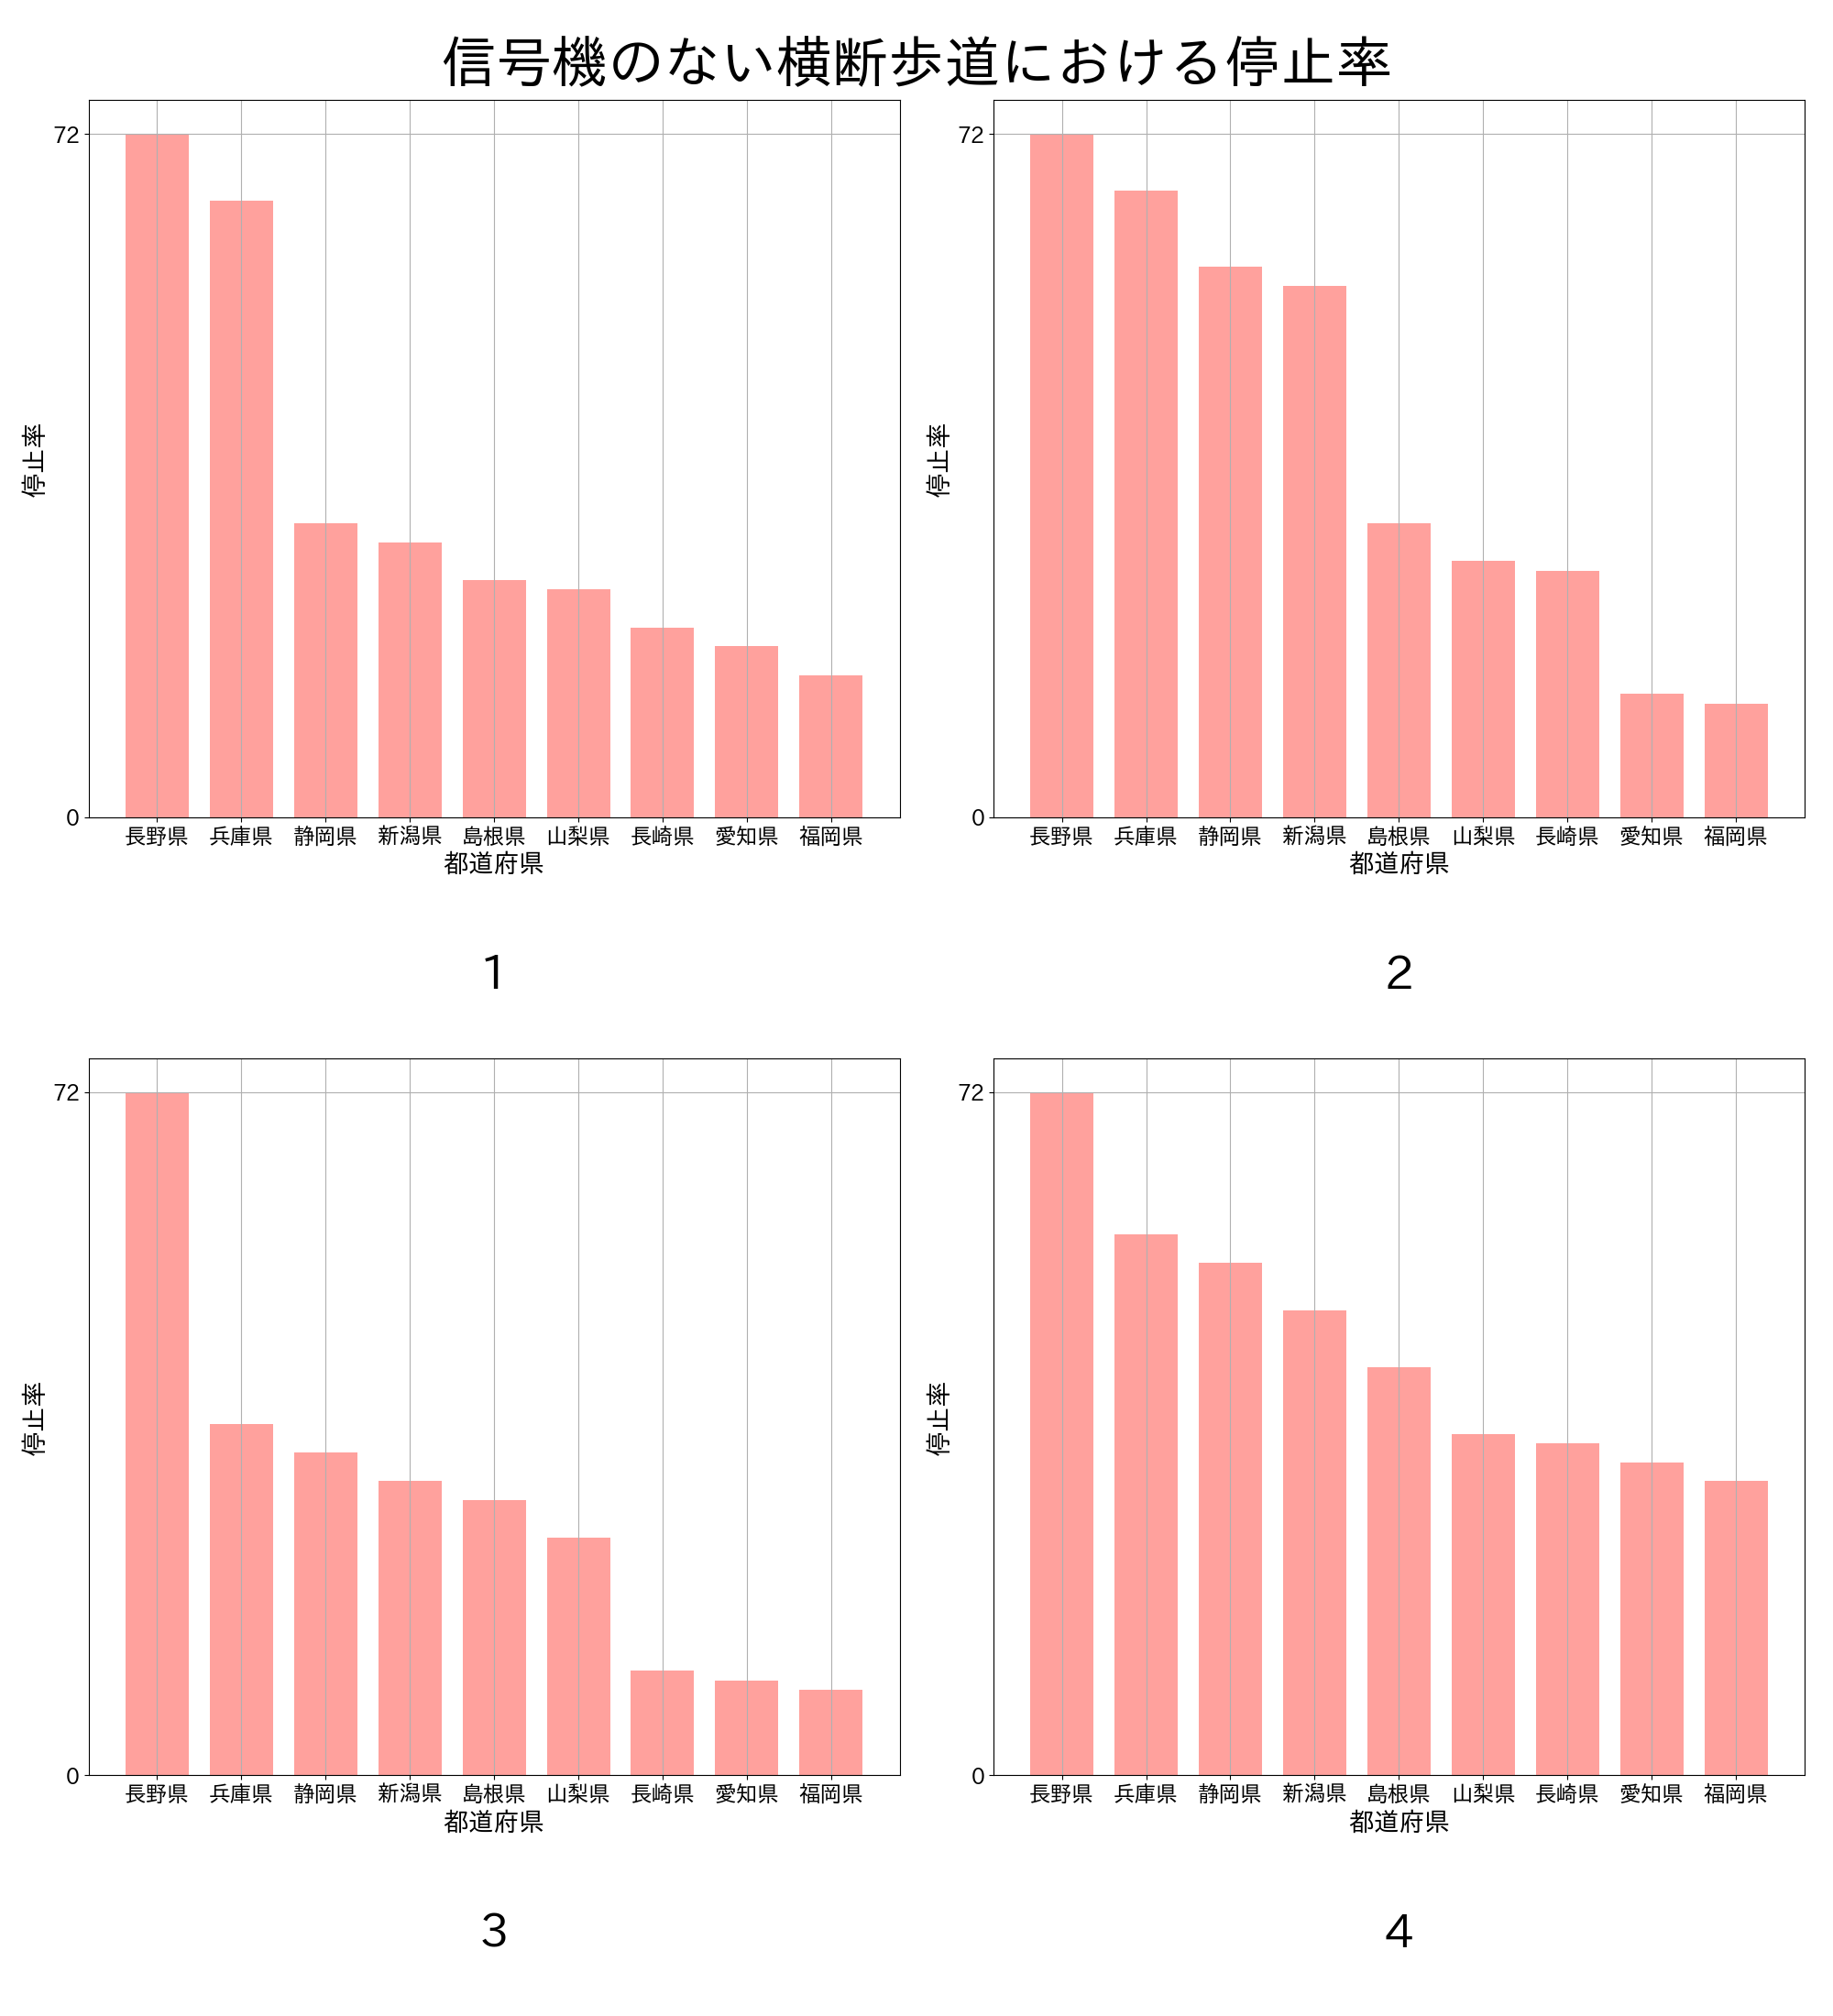 信号機のない横断歩道における停止率
72
停止率
0
長野県 兵庫県 静岡県 新潟県 島根県 山梨県 長崎県 愛知県 福岡県
都道府県
1
72
停止率
0
長野県 兵庫県 静岡県 新潟県 島根県 山梨県 長崎県 愛知県 福岡県
都道府県
2
72
停止率
0
長野県 兵庫県 静岡県 新潟県 島根県 山梨県 長崎県 愛知県 福岡県
都道府県
3
72
停止率
0
長野県 兵庫県 静岡県 新潟県 島根県 山梨県 長崎県 愛知県 福岡県
都道府県
4